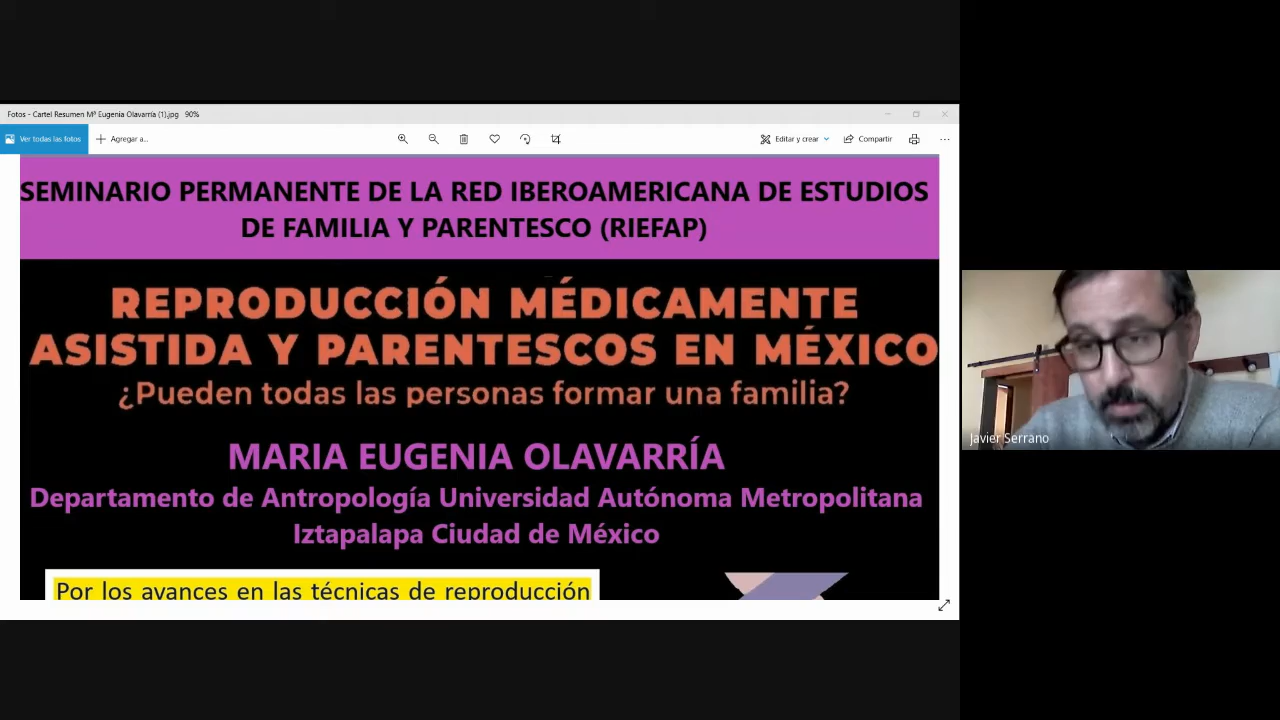 Fotos - Cartel Resumen Mª Eugenia Olavarría (1).jpg 90%
Ver todas las fotos
Agregar a...
Editar y crear
Compartir
SEMINARIO PERMANENTE DE LA RED IBEROAMERICANA DE ESTUDIOS
DE FAMILIA Y PARENTESCO (RIEFAP)
REPRODUCCIÓN MÉDICAMENTE
ASISTIDA Y PARENTESCOS EN MÉXICO
¿Pueden todas las personas formar una familia?
MARIA EUGENIA OLAVARRÍA
Departamento de Antropología Universidad Autónoma Metropolitana
Iztapalapa Ciudad de México
Por los avances en las técnicas de reproducción
Javier Serrano